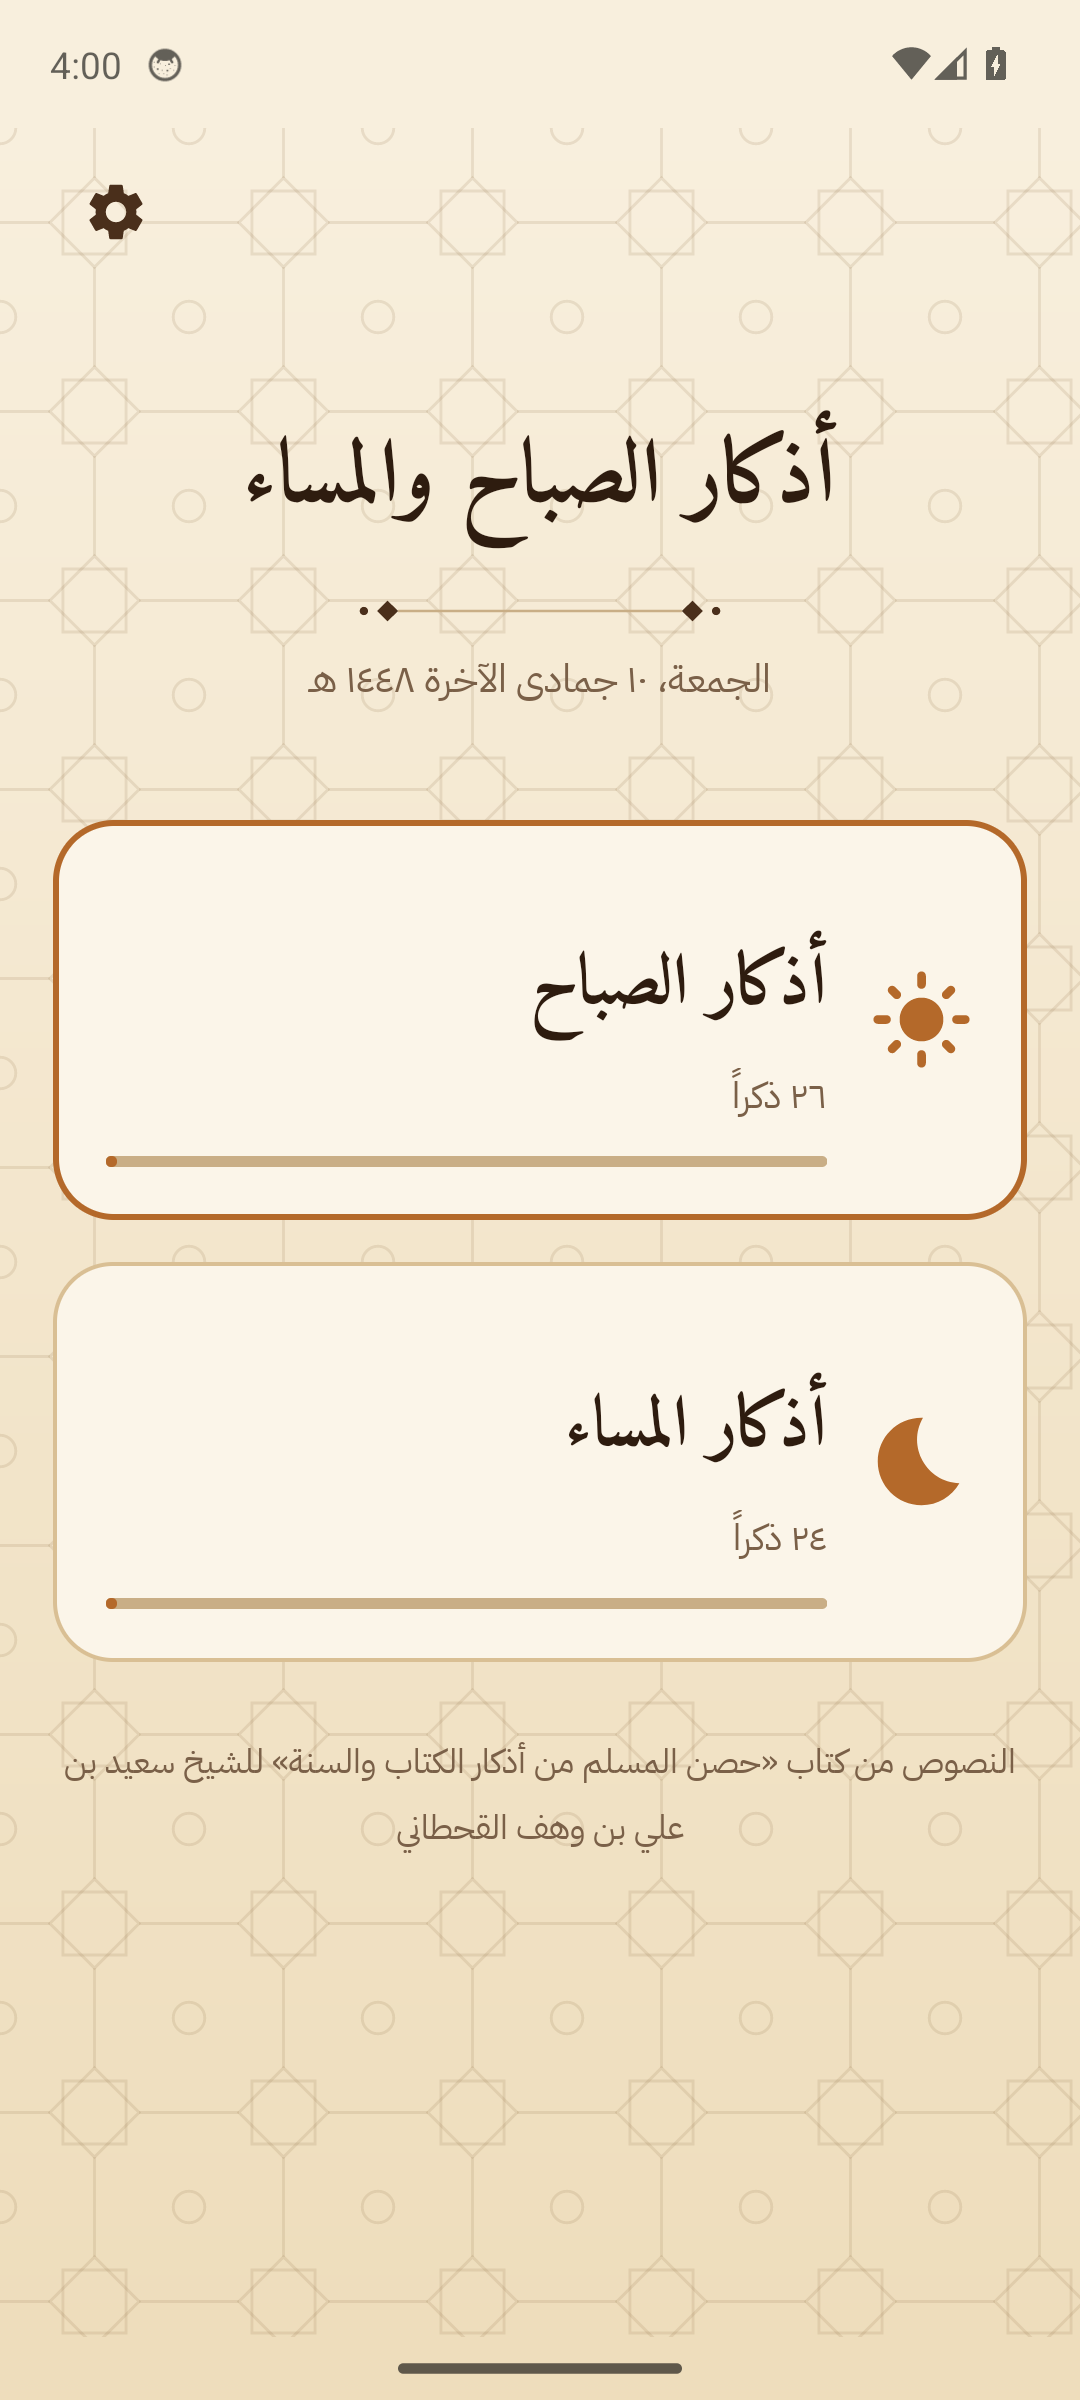 4:00
أذكار الصباح والمساء
الجمعة، ١٠ جمادى الآخرة ١٤٤٨ هـ
أذكار الصباح
٢٦ ذكراً
أذكار المساء
٢٤ ذكراً
النصوص من كتاب «حصن المسلم من أذكار الكتاب والسنة» للشيخ سعيد بن
علي بن وهف القحطاني